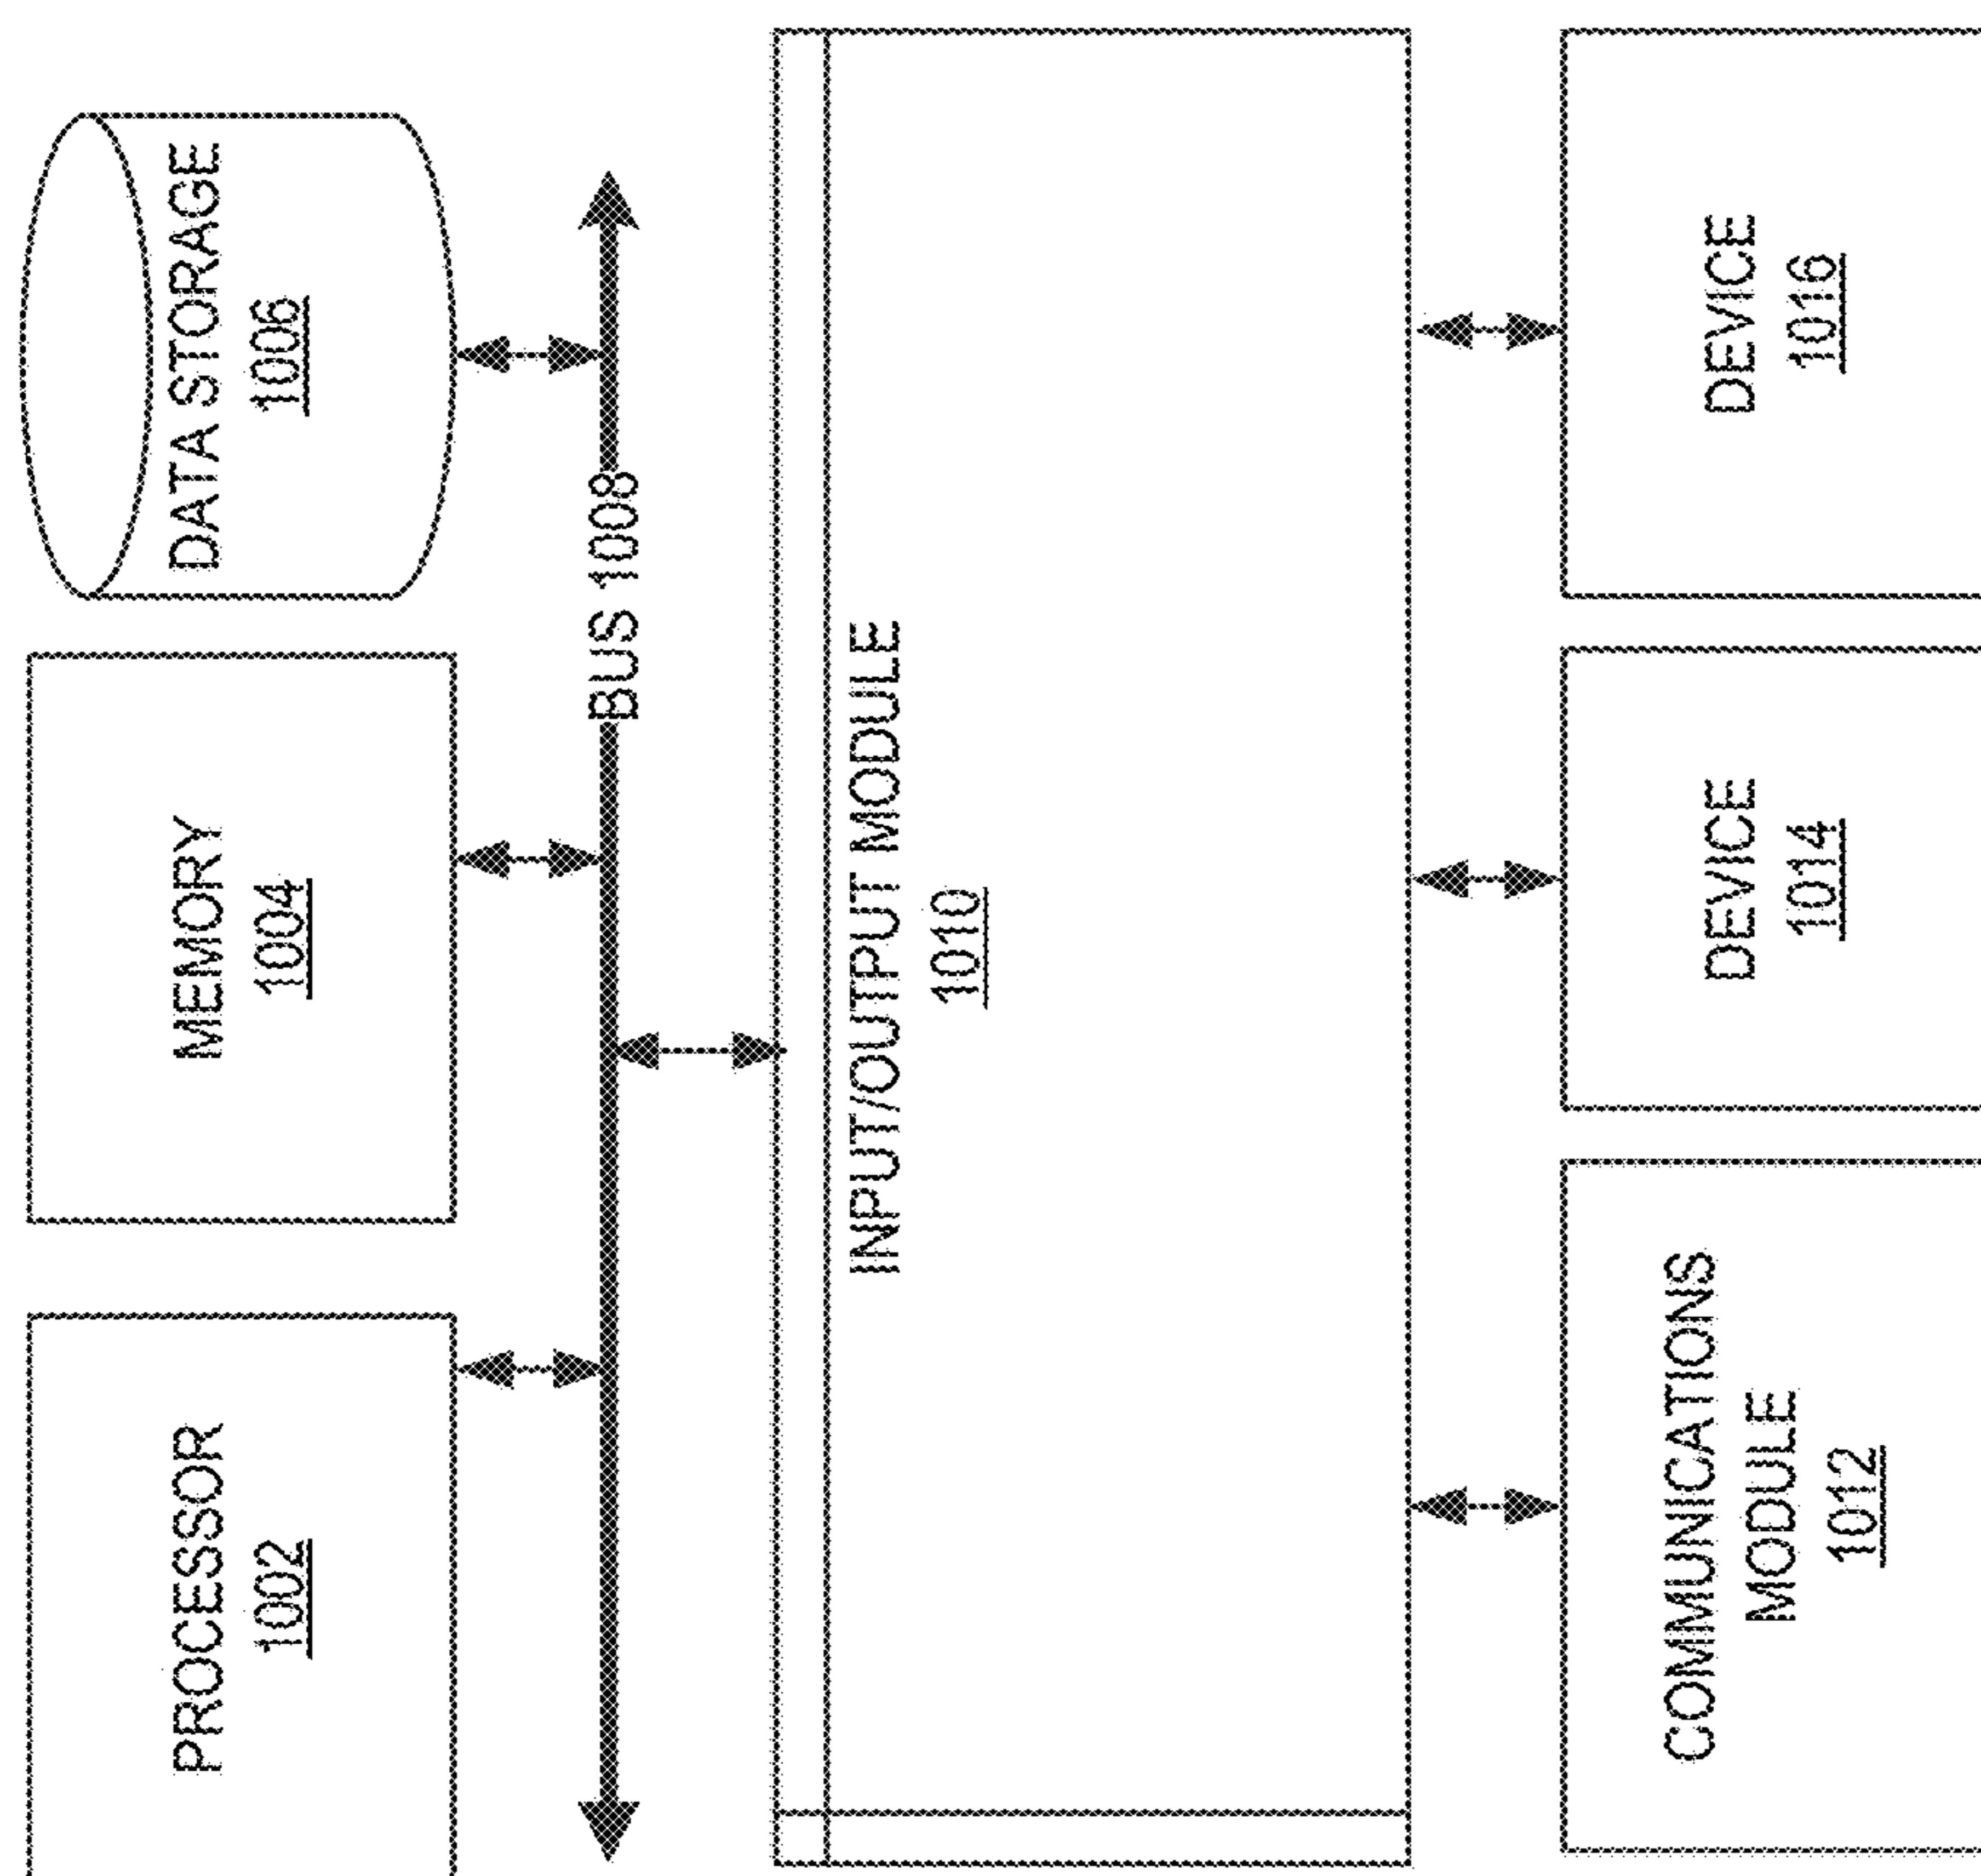 PROCESSOR
1002
MEMORY
1004
DATA STORAGE
1006
BUS 1008
INPUT/OUTPUT MODULE
1010
COMMUNICATIONS
MODULE
1012
DEVICE
1014
DEVICE
1016